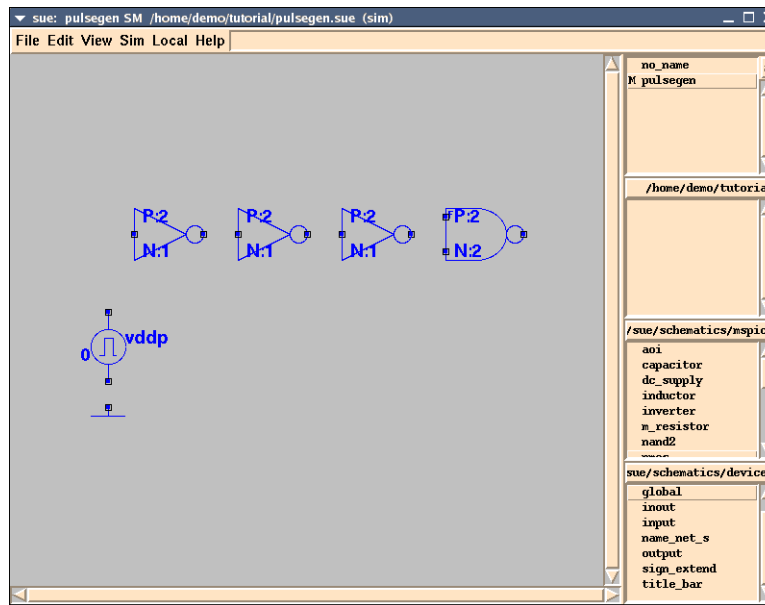 sue: pulsegen SM /home/demo/tutorial/pulsegen.sue (sim)
File Edit View Sim Local Help
no_name
M pulsegen
/home/demo/tutoria
P:2 P:2 P:2 P:2
N:1 N:1 N:1 N:2
vddp
0
/sue/schematics/mspic
aoi
capacitor
dc_supply
inductor
inverter
m_resistor
nand2
sue/schematics/device
global
inout
input
name_net_s
output
sign_extend
title_bar